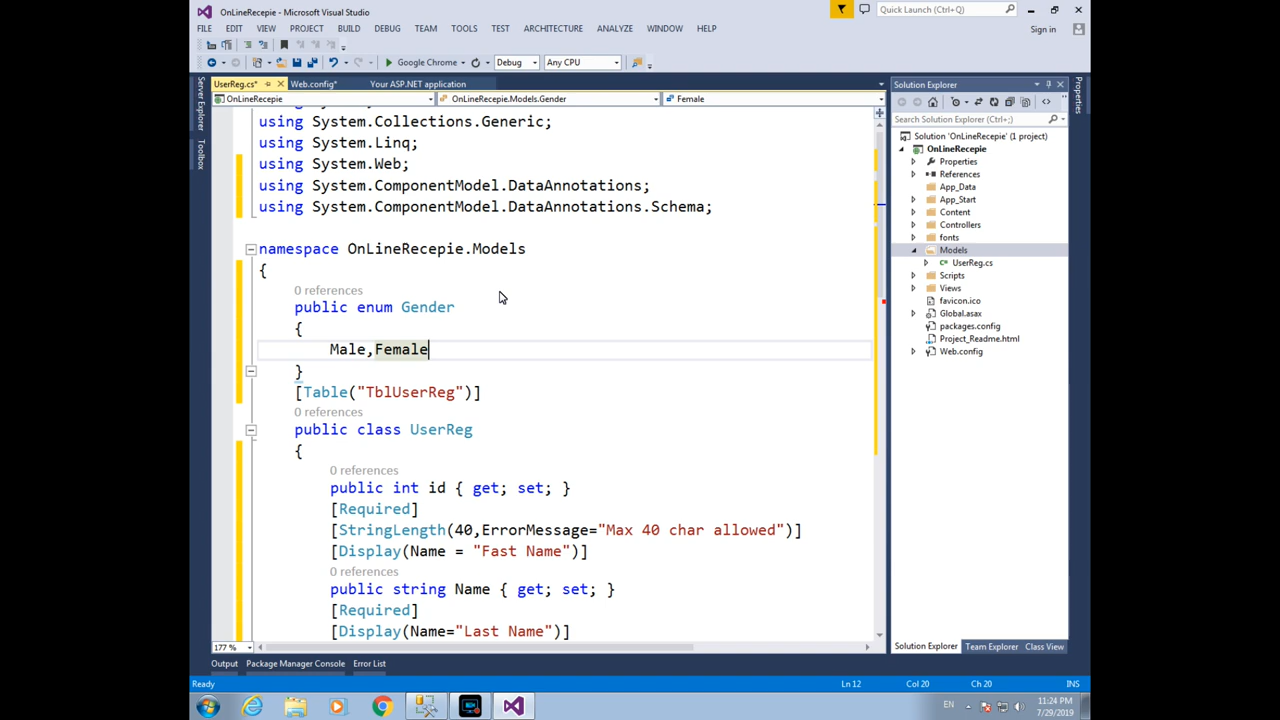 OnLineRecepie - Microsoft Visual Studio
Quick Launch (Ctrl+Q)
FILE EDIT VIEW PROJECT BUILD DEBUG TEAM TOOLS TEST ARCHITECTURE ANALYZE WINDOW HELP
Sign in
Google Chrome Debug Any CPU
UserReg.cs* Web.config* Your ASP.NET application
OnLineRecepie OnLineRecepie.Models.Gender Female
Server Explorer
Toolbox
using System.Collections.Generic;
using System.Linq;
using System.Web;
using System.ComponentModel.DataAnnotations;
using System.ComponentModel.DataAnnotations.Schema;
namespace OnLineRecepie.Models
{
0 references
public enum Gender
{
Male,Female
}
[Table("TblUserReg")]
0 references
public class UserReg
{
0 references
public int id { get; set; }
[Required]
[StringLength(40,ErrorMessage="Max 40 char allowed")]
[Display(Name = "Fast Name")]
0 references
public string Name { get; set; }
[Required]
[Display(Name="Last Name")]
177 %
Solution Explorer
Search Solution Explorer (Ctrl+;)
Solution 'OnLineRecepie' (1 project)
OnLineRecepie
Properties
References
App_Data
App_Start
Content
Controllers
fonts
Models
UserReg.cs
Scripts
Views
favicon.ico
Global.asax
packages.config
Project_Readme.html
Web.config
Solution Explorer Team Explorer Class View
Properties
Output Package Manager Console Error List
Ready Ln 12 Col 20 Ch 20 INS
EN 11:24 PM
7/29/2019